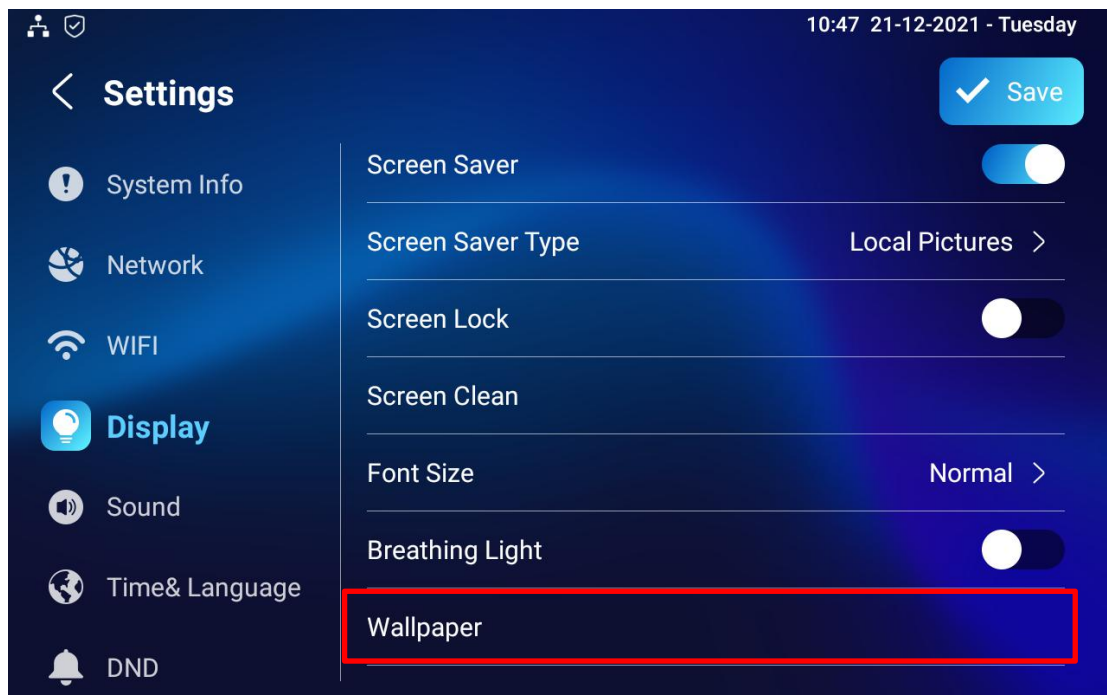 10:47 21-12-2021 - Tuesday
Settings
Save
System Info
Network
WIFI
Display
Sound
Time& Language
DND
Screen Saver
Screen Saver Type
Local Pictures
Screen Lock
Screen Clean
Font Size
Normal
Breathing Light
Wallpaper